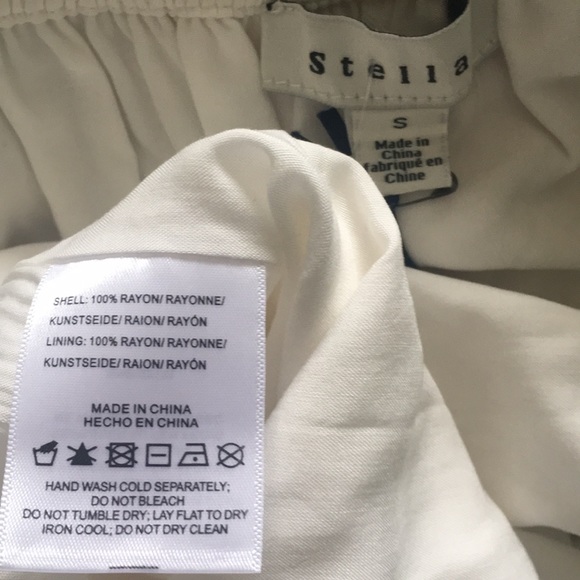 Stella
S
Made in
China
fabriqué en
Chine
SHELL: 100% RAYON/ RAYONNE/
KUNSTSEIDE/ RAION/ RAYÓN
LINING: 100% RAYON/ RAYONNE/
KUNSTSEIDE/ RAION/ RAYÓN
MADE IN CHINA
HECHO EN CHINA
HAND WASH COLD SEPARATELY;
DO NOT BLEACH
DO NOT TUMBLE DRY; LAY FLAT TO DRY
IRON COOL; DO NOT DRY CLEAN